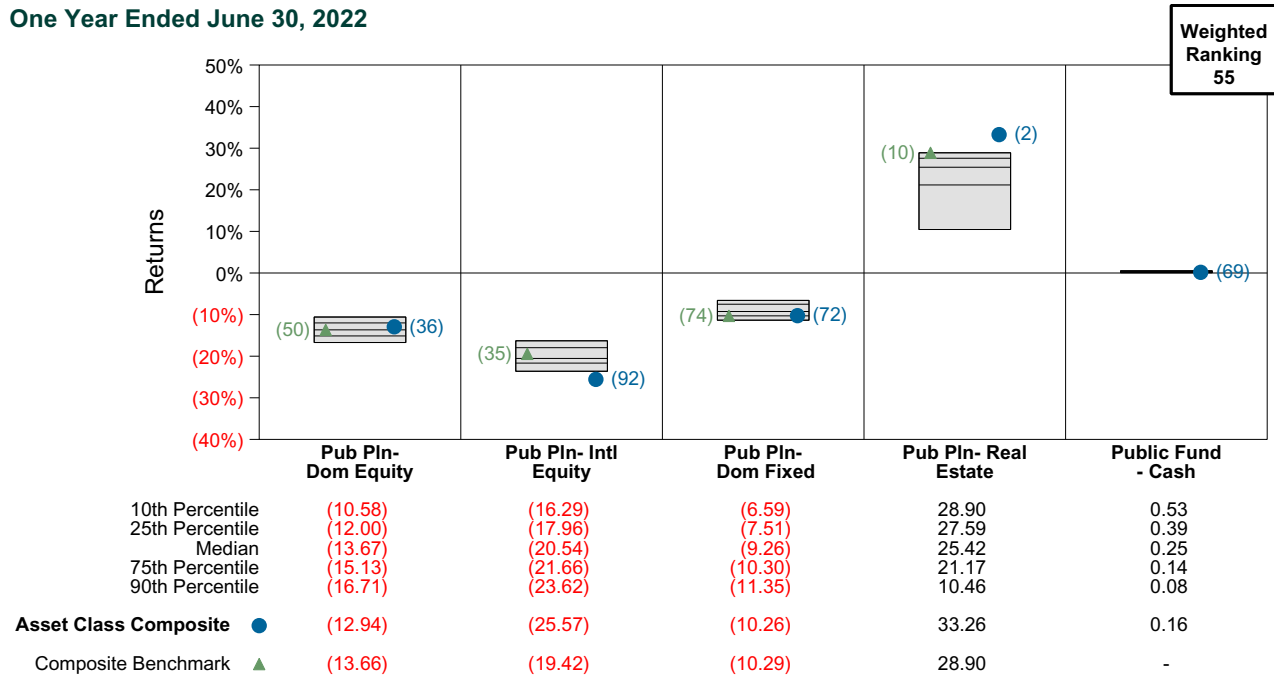 One Year Ended June 30, 2022
Weighted
Ranking
55
Returns
50%
40%
30%
20%
10%
0%
(10%)
(20%)
(30%)
(40%)
(50)
(36)
(35)
(92)
(74)
(72)
(10)
(2)
(69)
Pub Pln-
Dom Equity
Pub Pln- Intl
Equity
Pub Pln-
Dom Fixed
Pub Pln- Real
Estate
Public Fund
- Cash
10th Percentile (10.58) (16.29) (6.59) 28.90 0.53
25th Percentile (12.00) (17.96) (7.51) 27.59 0.39
Median (13.67) (20.54) (9.26) 25.42 0.25
75th Percentile (15.13) (21.66) (10.30) 21.17 0.14
90th Percentile (16.71) (23.62) (11.35) 10.46 0.08
Asset Class Composite (12.94) (25.57) (10.26) 33.26 0.16
Composite Benchmark (13.66) (19.42) (10.29) 28.90 -